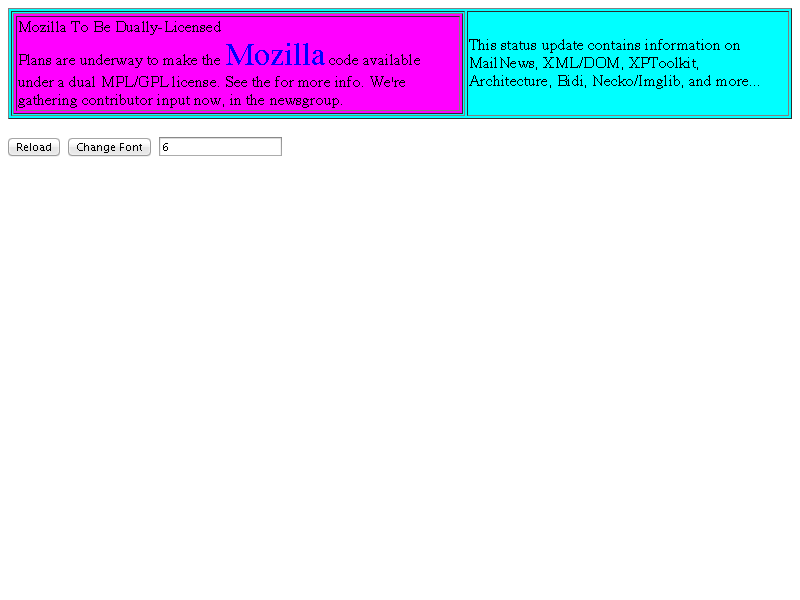 Mozilla To Be Dually-Licensed
Plans are underway to make the Mozilla code available
under a dual MPL/GPL license. See the for more info. We're
gathering contributor input now, in the newsgroup.
This status update contains information on
MailNews, XML/DOM, XPToolkit,
Architecture, Bidi, Necko/Imglib, and more...
Reload Change Font 6